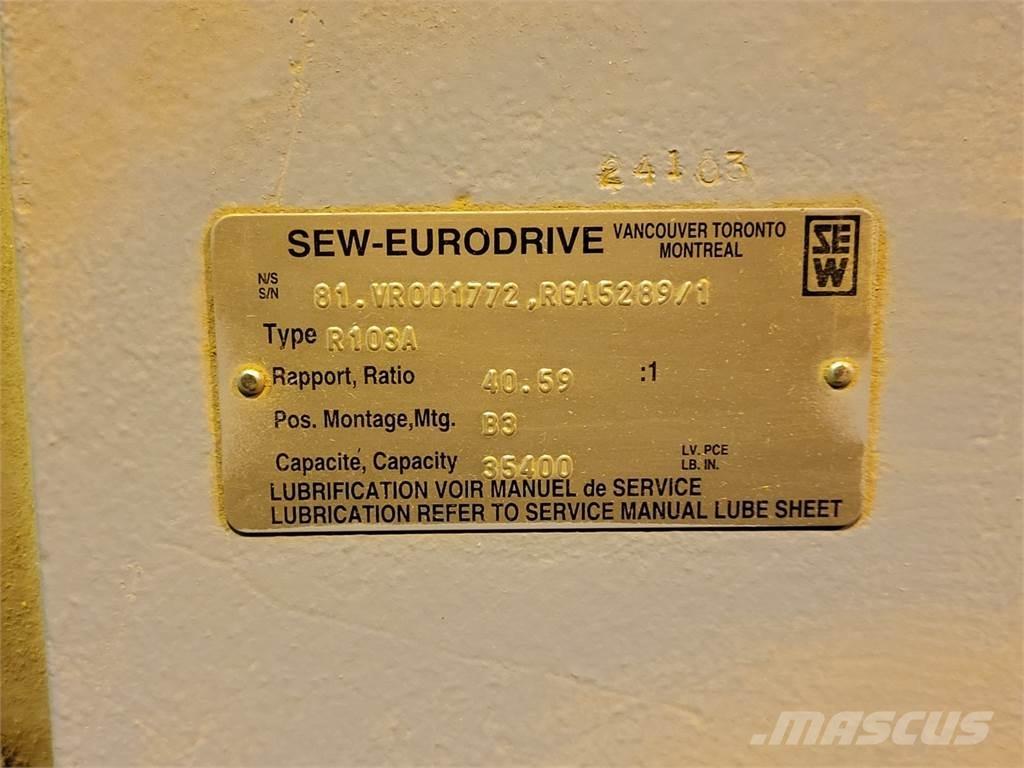 24103
SEW-EURODRIVE VANCOUVER TORONTO MONTREAL
SEW
N/S S/N 81.VR001772,RGA5289/1
Type R103A
Rapport, Ratio 40.59 :1
Pos. Montage,Mtg. B3
Capacité, Capacity 35400 LV. PCE LB. IN.
LUBRIFICATION VOIR MANUEL de SERVICE
LUBRICATION REFER TO SERVICE MANUAL LUBE SHEET
MASCUS